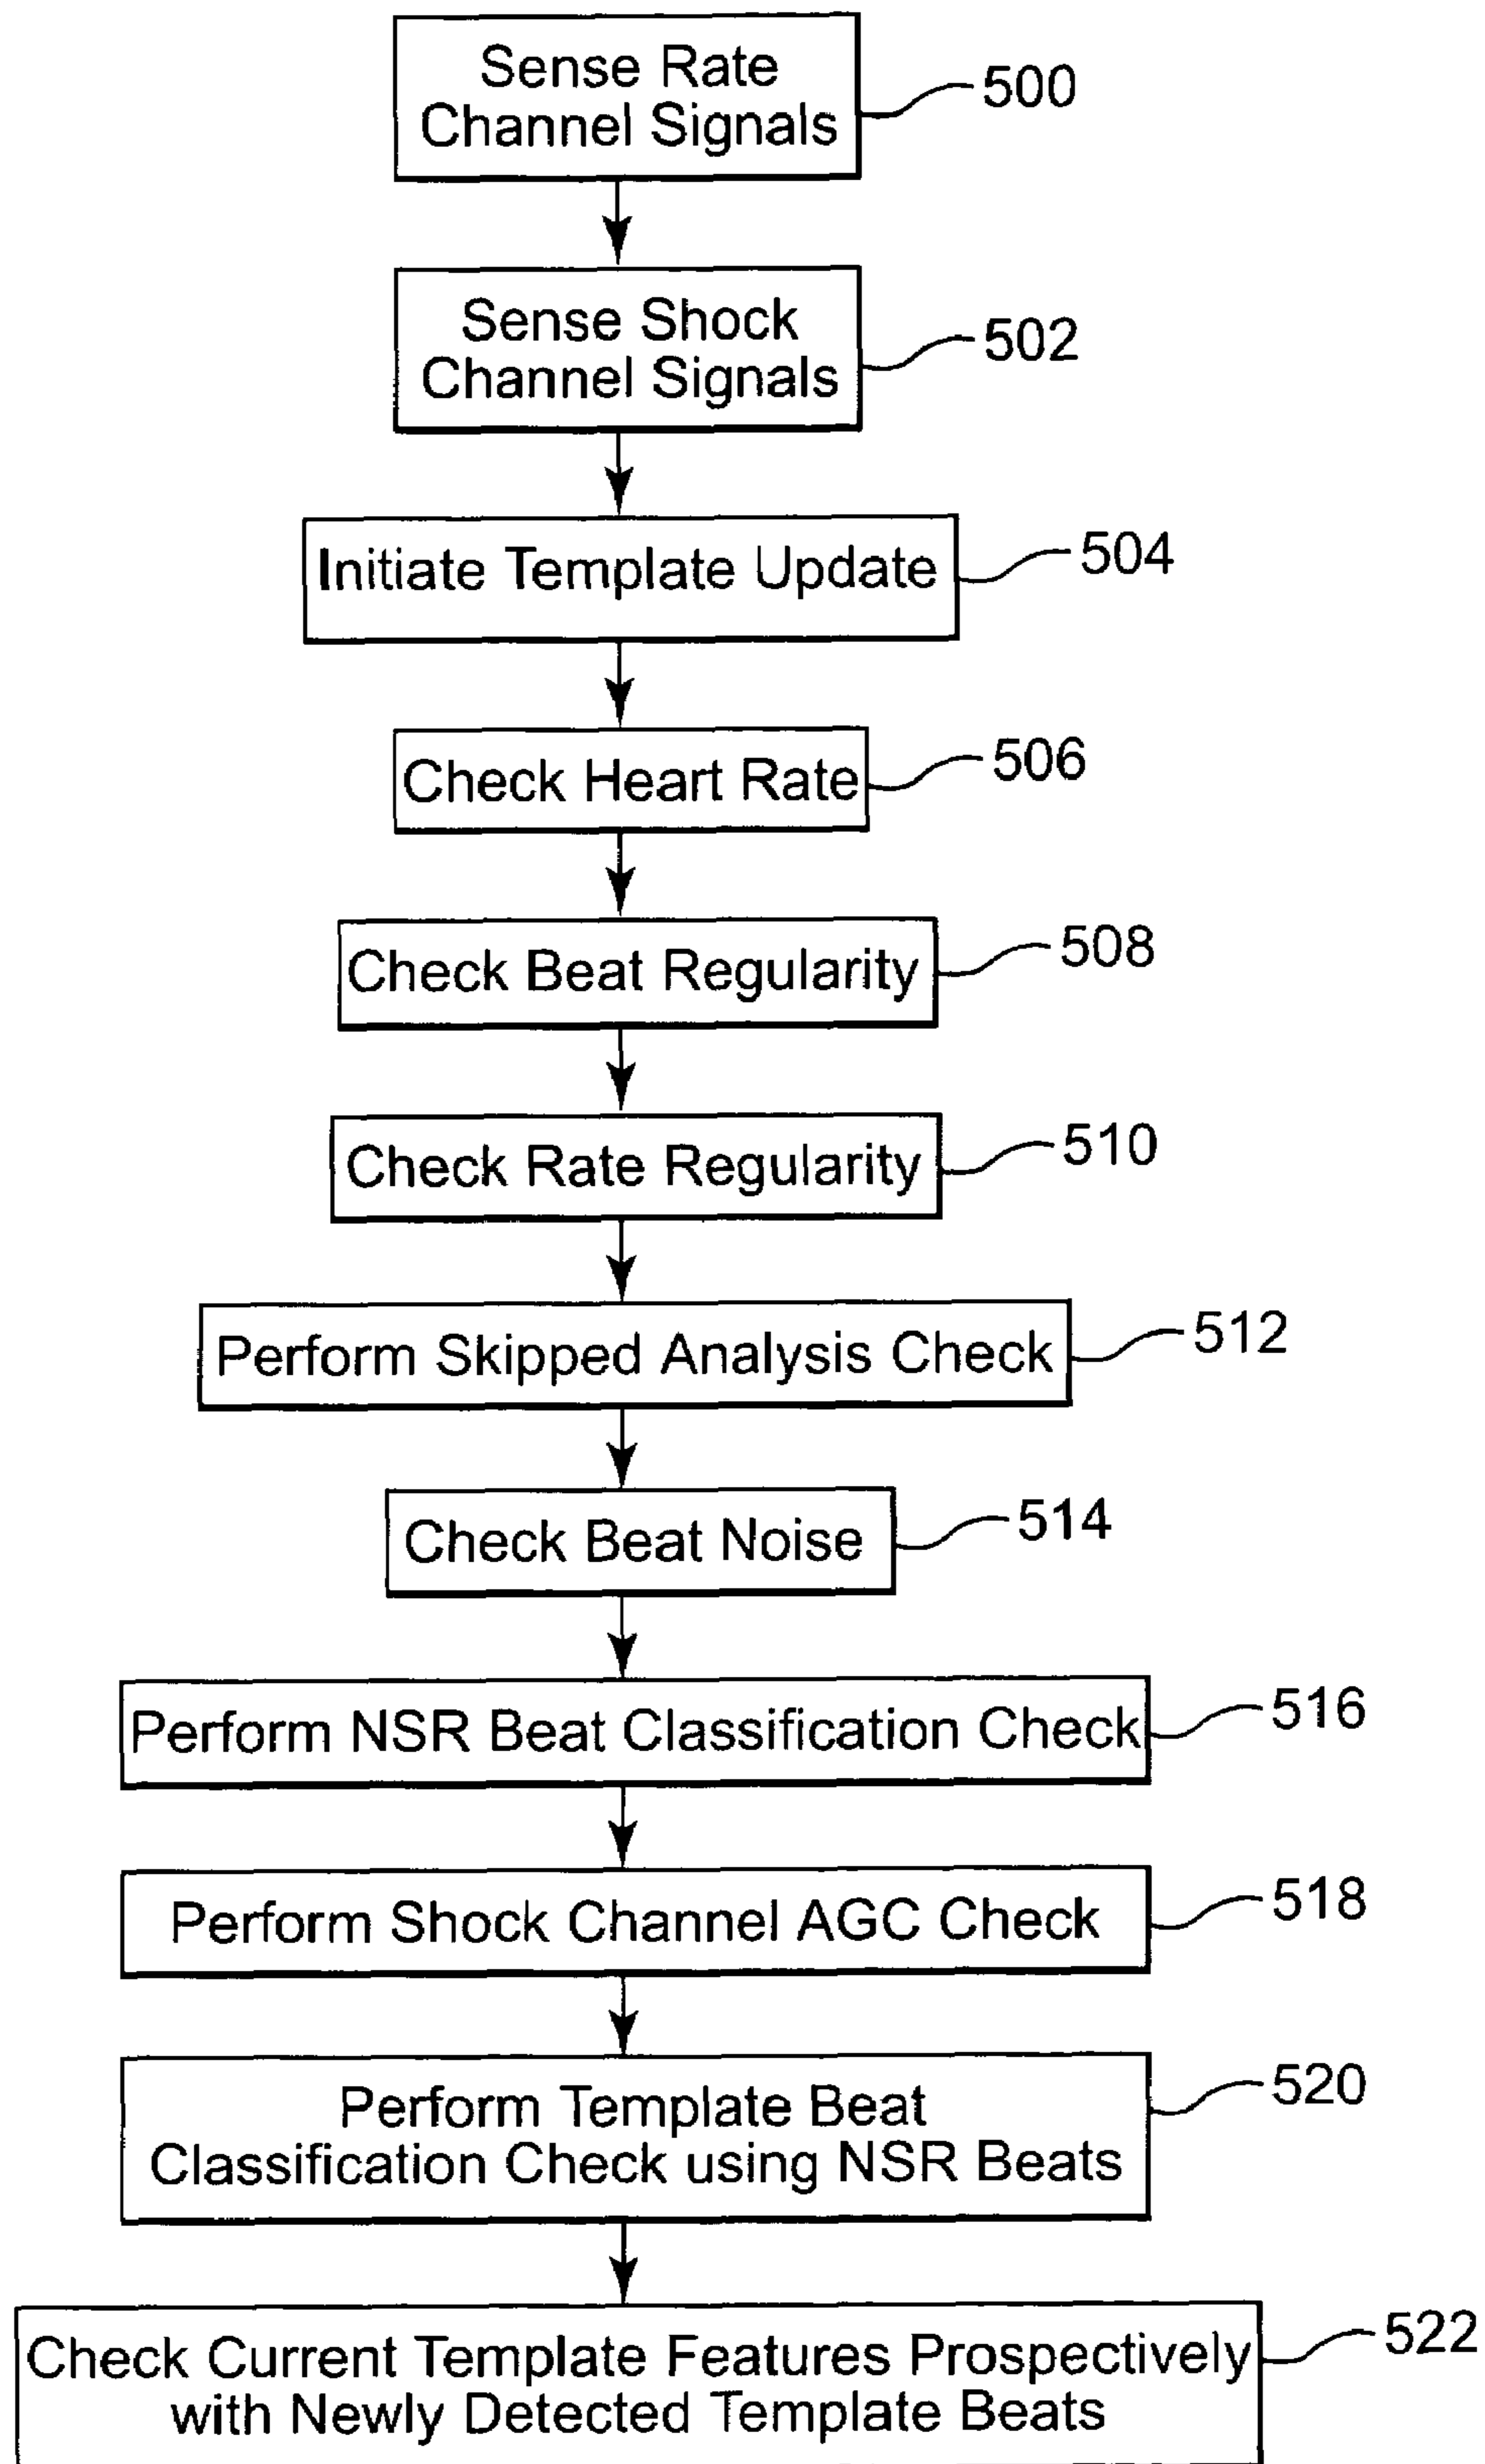 Sense Rate
Channel Signals
500
Sense Shock
Channel Signals
502
Initiate Template Update
504
Check Heart Rate
506
Check Beat Regularity
508
Check Rate Regularity
510
Perform Skipped Analysis Check
512
Check Beat Noise
514
Perform NSR Beat Classification Check
516
Perform Shock Channel AGC Check
518
Perform Template Beat
Classification Check using NSR Beats
520
Check Current Template Features Prospectively
with Newly Detected Template Beats
522